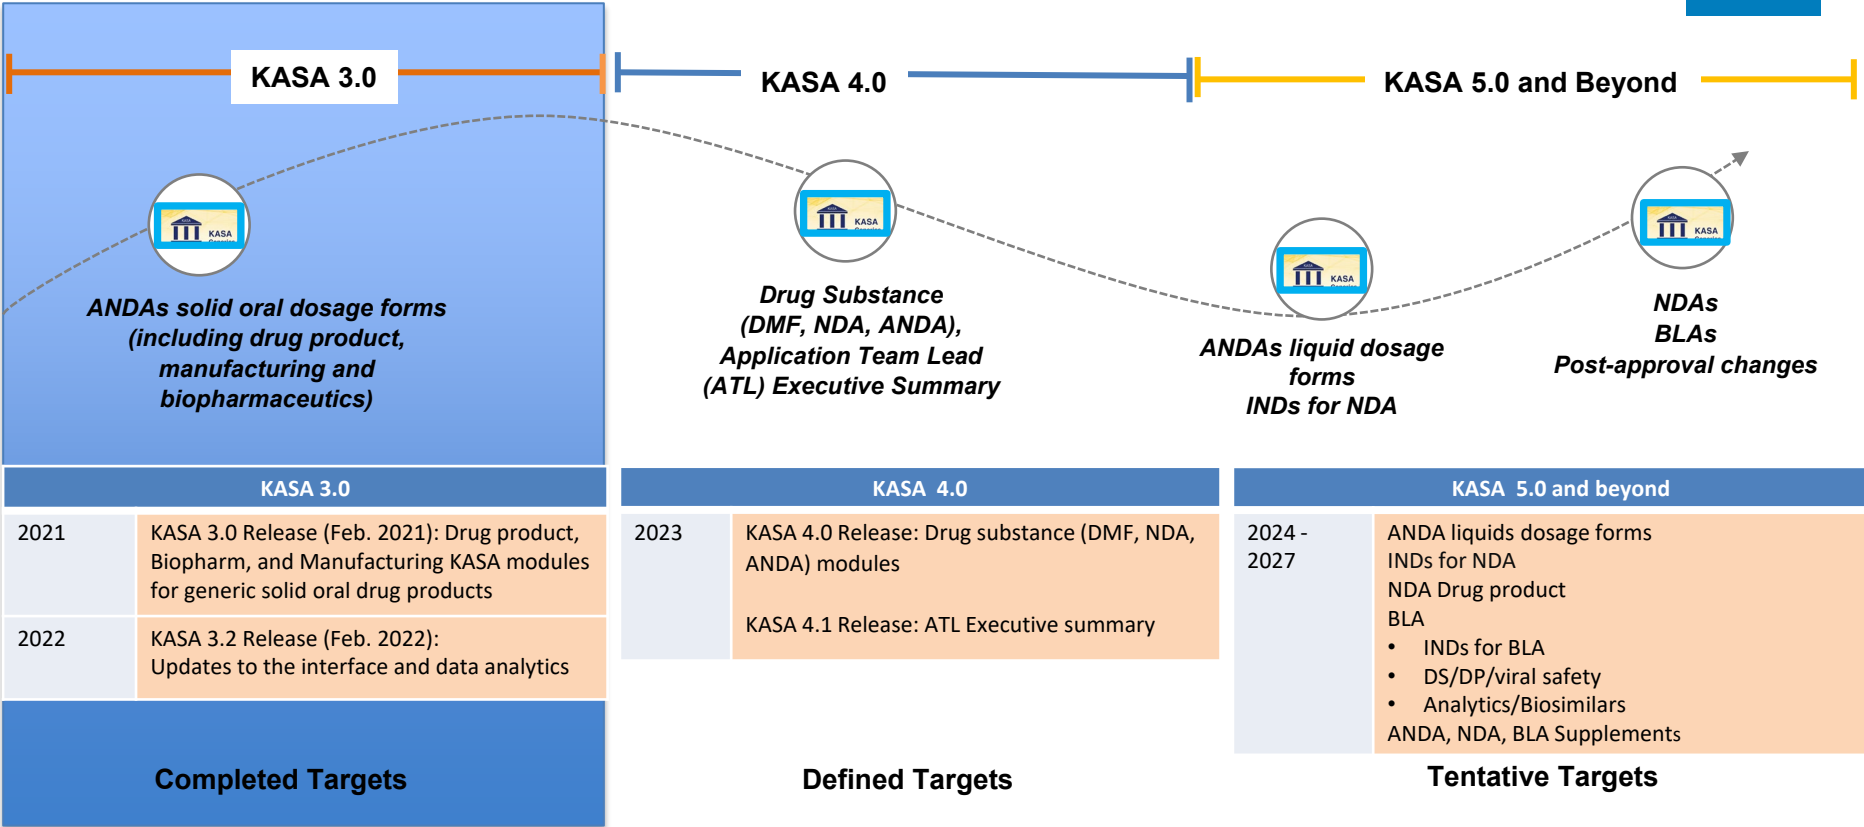 KASA 3.0
KASA 4.0
KASA 5.0 and Beyond
KASA
KASA
KASA
KASA
ANDAs solid oral dosage forms
(including drug product,
manufacturing and
biopharmaceutics)
Drug Substance
(DMF, NDA, ANDA),
Application Team Lead
(ATL) Executive Summary
ANDAs liquid dosage
forms
INDs for NDA
NDAs
BLAs
Post-approval changes
KASA 3.0
2021
KASA 3.0 Release (Feb. 2021): Drug product,
Biopharm, and Manufacturing KASA modules
for generic solid oral drug products
2022
KASA 3.2 Release (Feb. 2022):
Updates to the interface and data analytics
Completed Targets
KASA 4.0
2023
KASA 4.0 Release: Drug substance (DMF, NDA,
ANDA) modules
KASA 4.1 Release: ATL Executive summary
Defined Targets
KASA 5.0 and beyond
2024 -
2027
ANDA liquids dosage forms
INDs for NDA
NDA Drug product
BLA
• INDs for BLA
• DS/DP/viral safety
• Analytics/Biosimilars
ANDA, NDA, BLA Supplements
Tentative Targets